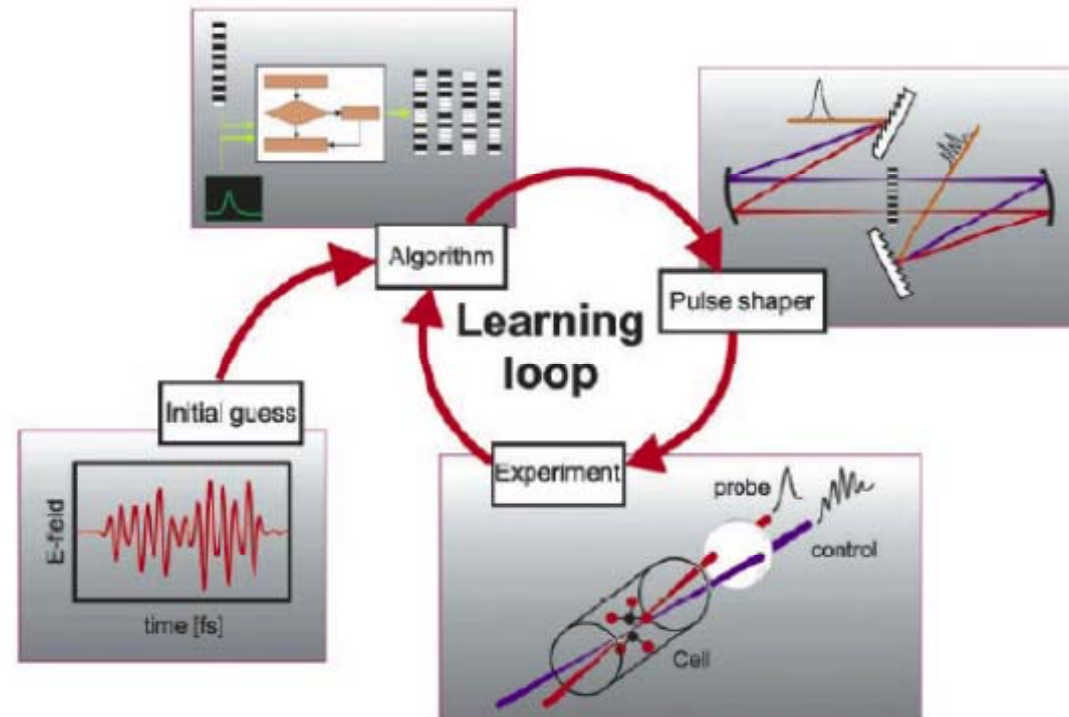 Algorithm
Pulse shaper
Learning
loop
Initial guess
Experiment
E-field
time [fs]
probe
control
Cell